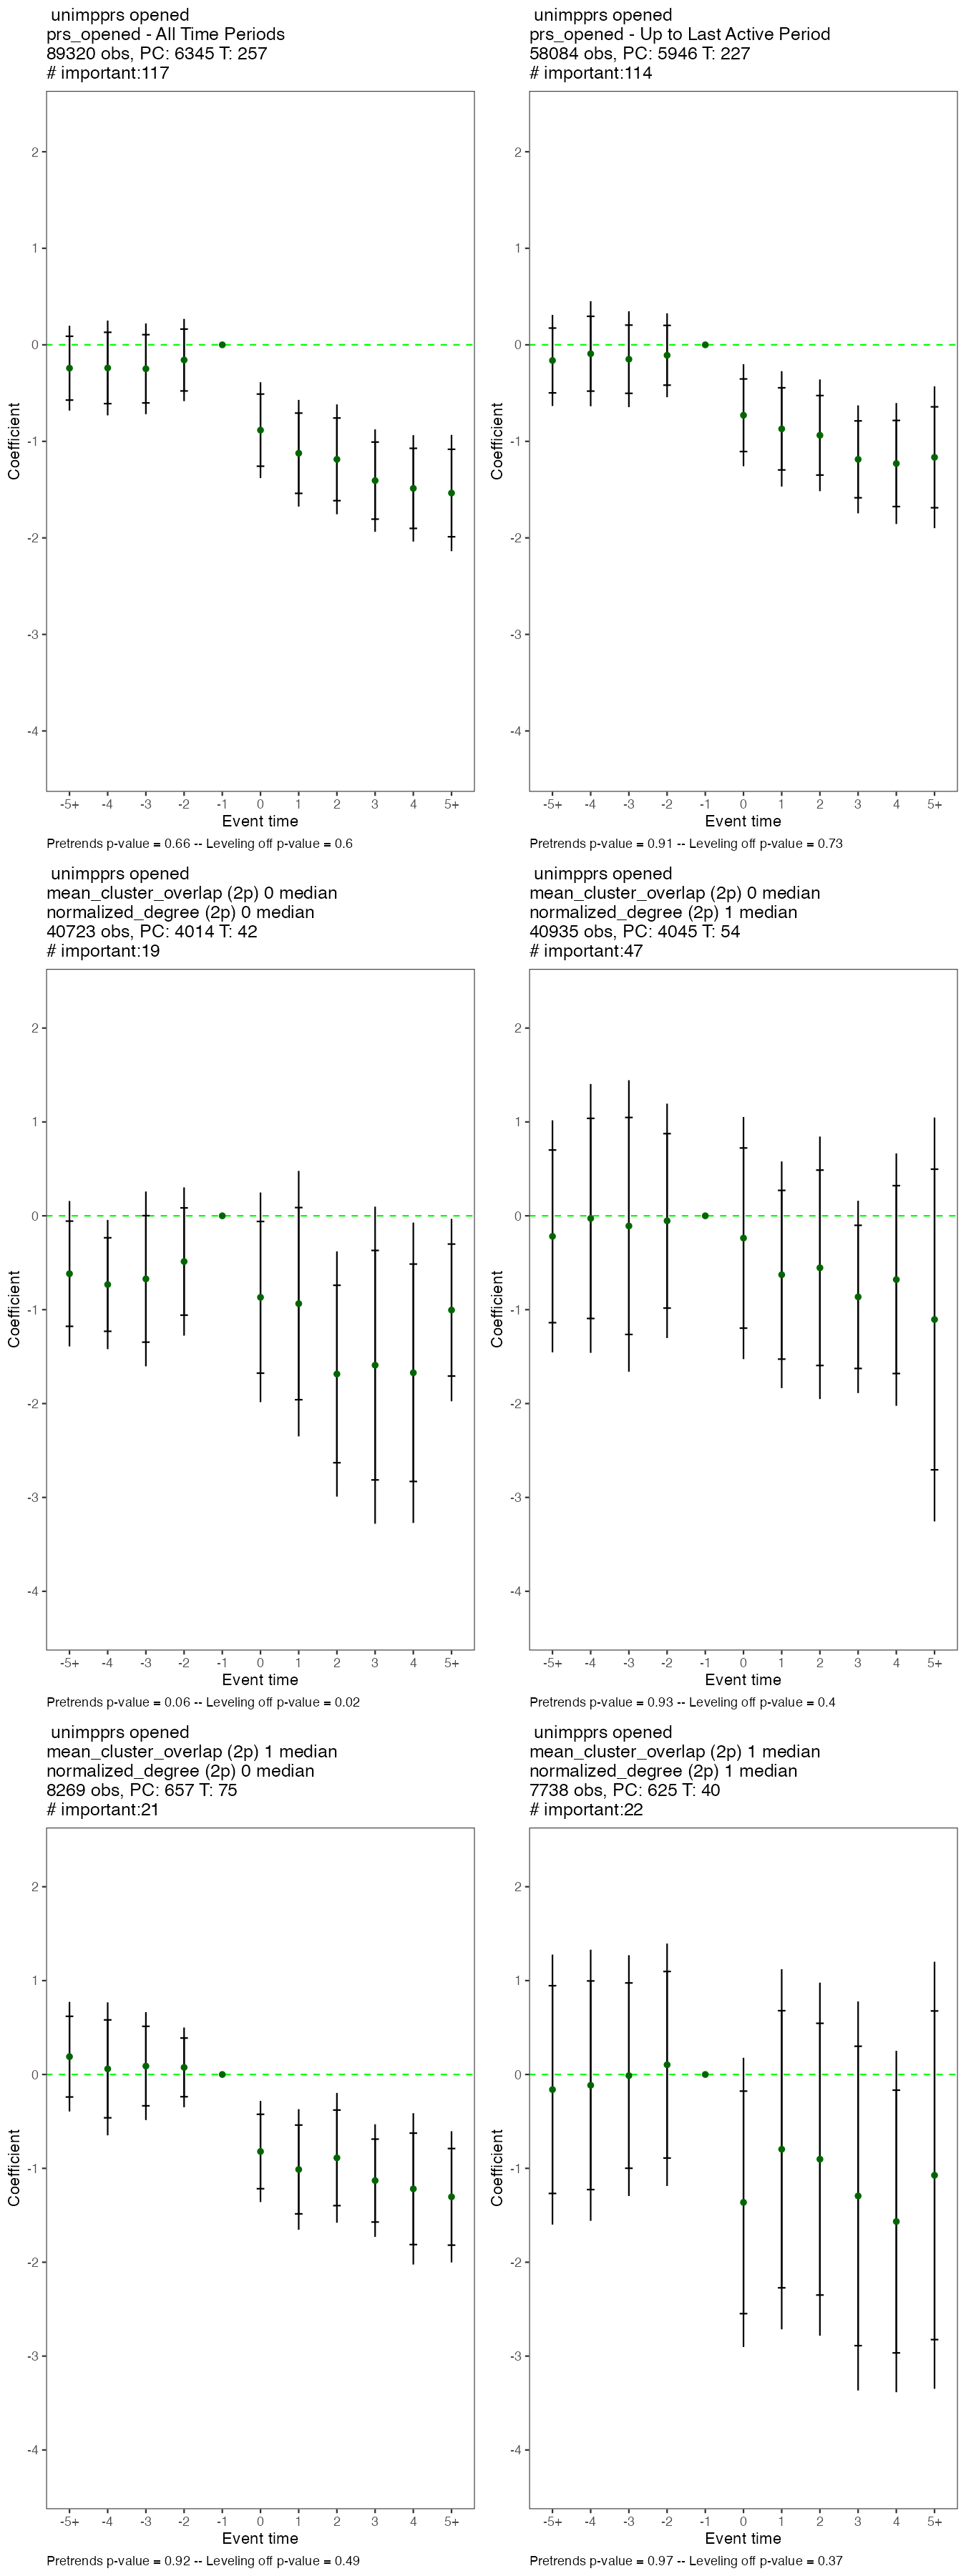 unimpprs opened
prs_opened - All Time Periods
89320 obs, PC: 6345 T: 257
# important:117
2
1
0
-1
-2
-3
-4
Coefficient
-5+ -4 -3 -2 -1 0 1 2 3 4 5+
Event time
Pretrends p-value = 0.66 -- Leveling off p-value = 0.6
unimpprs opened
prs_opened - Up to Last Active Period
58084 obs, PC: 5946 T: 227
# important:114
2
1
0
-1
-2
-3
-4
Coefficient
-5+ -4 -3 -2 -1 0 1 2 3 4 5+
Event time
Pretrends p-value = 0.91 -- Leveling off p-value = 0.73
unimpprs opened
mean_cluster_overlap (2p) 0 median
normalized_degree (2p) 0 median
40723 obs, PC: 4014 T: 42
# important:19
2
1
0
-1
-2
-3
-4
Coefficient
-5+ -4 -3 -2 -1 0 1 2 3 4 5+
Event time
Pretrends p-value = 0.06 -- Leveling off p-value = 0.02
unimpprs opened
mean_cluster_overlap (2p) 0 median
normalized_degree (2p) 1 median
40935 obs, PC: 4045 T: 54
# important:47
2
1
0
-1
-2
-3
-4
Coefficient
-5+ -4 -3 -2 -1 0 1 2 3 4 5+
Event time
Pretrends p-value = 0.93 -- Leveling off p-value = 0.4
unimpprs opened
mean_cluster_overlap (2p) 1 median
normalized_degree (2p) 0 median
8269 obs, PC: 657 T: 75
# important:21
2
1
0
-1
-2
-3
-4
Coefficient
-5+ -4 -3 -2 -1 0 1 2 3 4 5+
Event time
Pretrends p-value = 0.92 -- Leveling off p-value = 0.49
unimpprs opened
mean_cluster_overlap (2p) 1 median
normalized_degree (2p) 1 median
7738 obs, PC: 625 T: 40
# important:22
2
1
0
-1
-2
-3
-4
Coefficient
-5+ -4 -3 -2 -1 0 1 2 3 4 5+
Event time
Pretrends p-value = 0.97 -- Leveling off p-value = 0.37